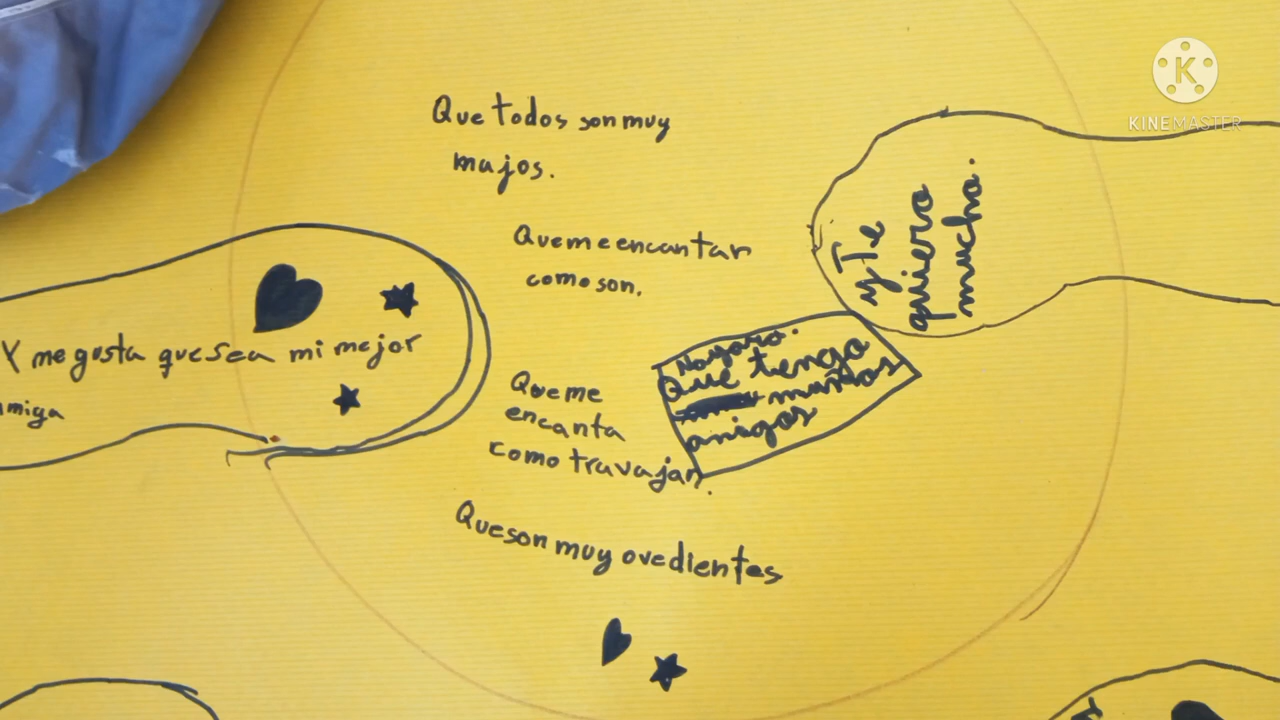 Que todos son muy
majos.
Que me encantar
como son.
Y me gusta que sea mi mejor
amiga
Que me
encanta
como travajan.
Que son muy ovedientes
y Te
quiero
mucho.
Nayara.
Que tengo
muchos
amigos
KINEMASTER